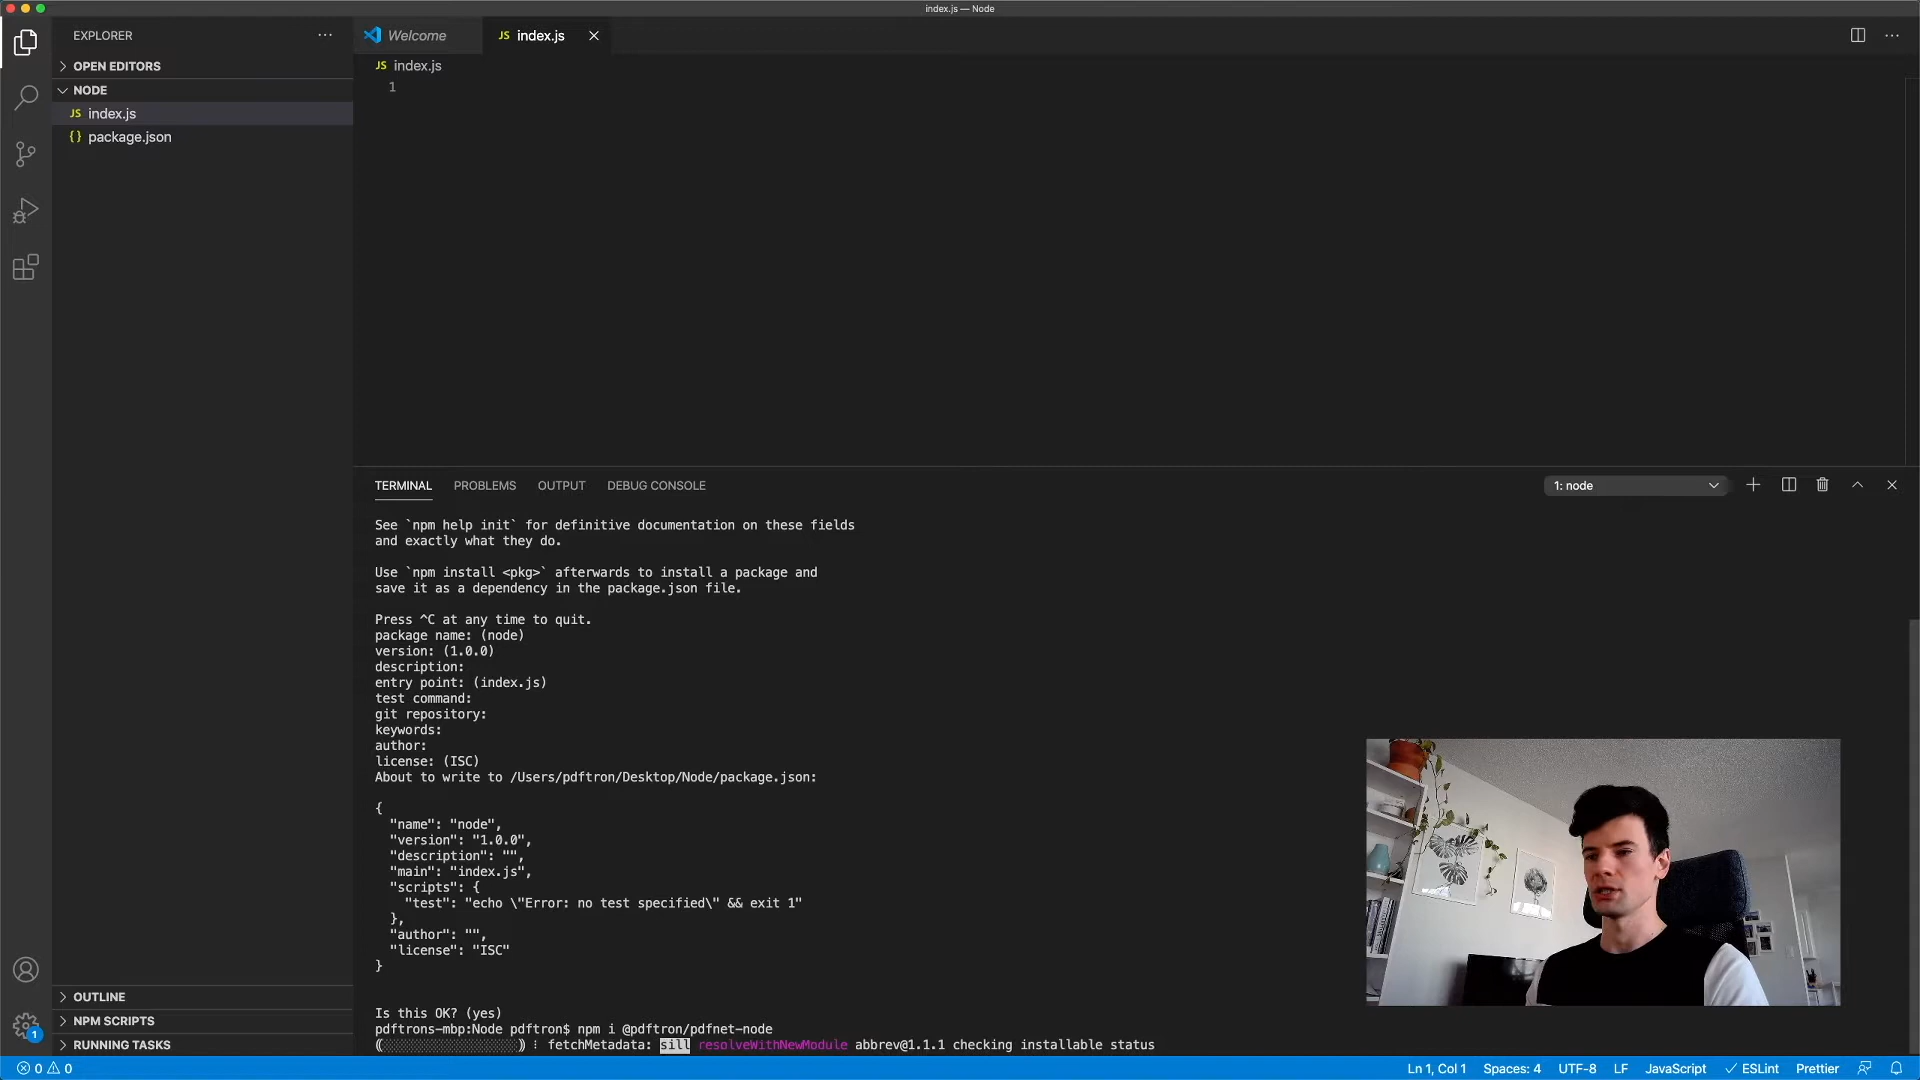 index.js — Node
EXPLORER
Welcome
JS index.js
OPEN EDITORS
JS index.js
NODE
1
JS index.js
{} package.json
TERMINAL PROBLEMS OUTPUT DEBUG CONSOLE
1: node
See `npm help init` for definitive documentation on these fields
and exactly what they do.
Use `npm install <pkg>` afterwards to install a package and
save it as a dependency in the package.json file.
Press ^C at any time to quit.
package name: (node)
version: (1.0.0)
description:
entry point: (index.js)
test command:
git repository:
keywords:
author:
license: (ISC)
About to write to /Users/pdftron/Desktop/Node/package.json:
{
"name": "node",
"version": "1.0.0",
"description": "",
"main": "index.js",
"scripts": {
"test": "echo \"Error: no test specified\" && exit 1"
},
"author": "",
"license": "ISC"
}
Is this OK? (yes)
pdftrons-mbp:Node pdftron$ npm i @pdftron/pdfnet-node
fetchMetadata: sill resolveWithNewModule abbrev@1.1.1 checking installable status
OUTLINE
NPM SCRIPTS
RUNNING TASKS
1
0 0
Ln 1, Col 1 Spaces: 4 UTF-8 LF JavaScript ESLint Prettier